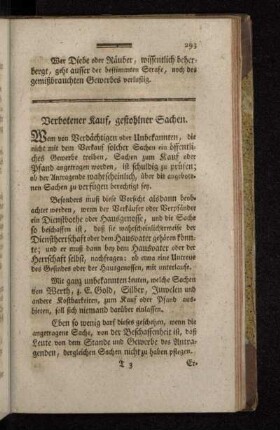 293
Wer Diebe oder Räuber, wissentlich beher-
bergt, geht ausser der bestimmten Strafe, noch des
gemißbrauchten Gewerbes verlustig.
Verbotener Kauf, gestohlner Sachen.
Wem von Verdächtigen oder Unbekannten, die
nicht mit dem Verkauf solcher Sachen ein öffentli-
ches Gewerbe treiben, Sachen zum Kauf oder
Pfand angetragen werden, ist schuldig zu prüfen;
ob der Antragende wahrscheinlich, über die angebote-
nen Sachen zu verfügen berechtigt sey.
Besonders muß diese Vorsicht alsdann beob-
achtet werden, wenn der Verkäufer oder Verpfänder
ein Dienstbothe oder Hausgenosse, und die Sache
so beschaffen ist, daß sie wahrscheinlicherweise der
Dienstherrschaft oder dem Hausvater gehören könn-
te; und er muß dann bey dem Hausvater oder der
Herrschaft selbst, nachfragen: ob etwa eine Untreue
des Gesindes oder der Hausgenossen, mit unterlaufe.
Mit ganz unbekannten Leuten, welche Sachen
von Werth, z. E. Gold, Silber, Juwelen und
andere Kostbarkeiten, zum Kauf oder Pfand aus-
bieten, soll sich niemand darüber einlassen.
Eben so wenig darf dieses geschehen, wenn die
angetragene Sache, von der Beschaffenheit ist, daß
Leute von dem Stande und Gewerbe des Antra-
genden, dergleichen Sachen nicht zu haben pflegen.
T 3 Er-